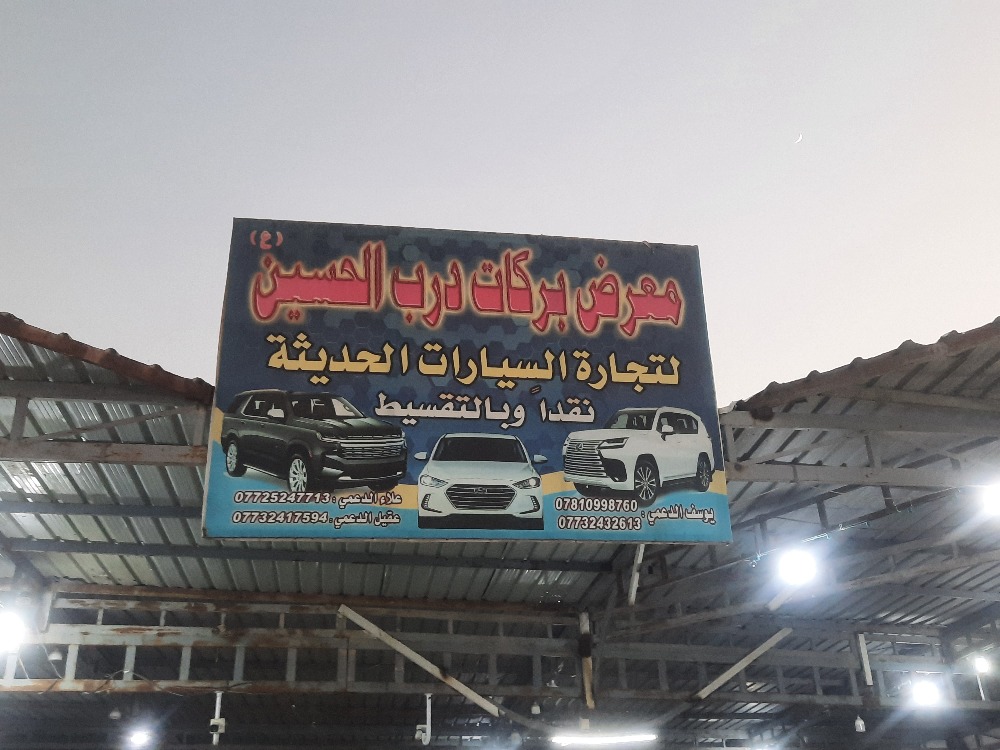 معرض بركات درب الحسين (ع)
لتجارة السيارات الحديثة
نقداً وبالتقسيط
يوسف الدعمي : 07810998760
07732432613
علاء الدعمي : 07725247713
عقيل الدعمي : 07732417594